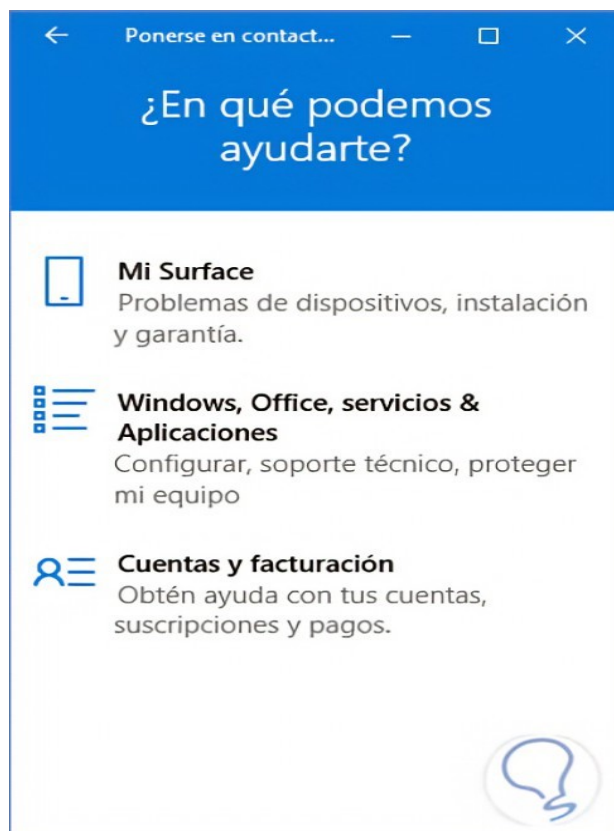 Ponerse en contact...
¿En qué podemos
ayudarte?
Mi Surface
Problemas de dispositivos, instalación
y garantía.
Windows, Office, servicios &
Aplicaciones
Configurar, soporte técnico, proteger
mi equipo
Cuentas y facturación
Obtén ayuda con tus cuentas,
suscripciones y pagos.